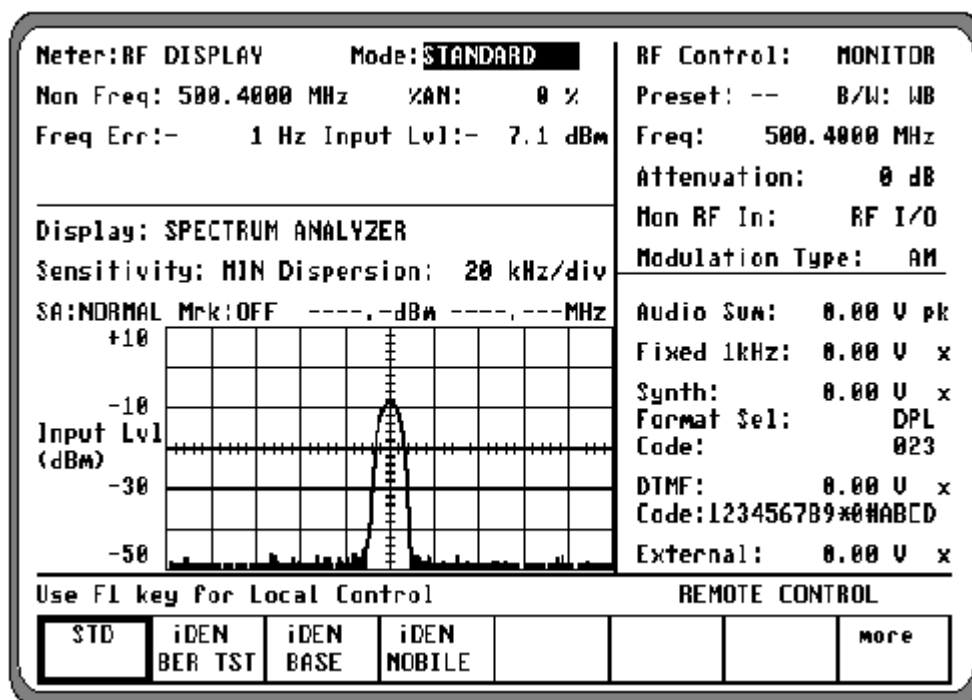 Meter:RF DISPLAY Mode:STANDARD
Mon Freq: 500.4000 MHz %AM: 0 %
Freq Err:- 1 Hz Input Lvl:- 7.1 dBm
Display: SPECTRUM ANALYZER
Sensitivity: MIN Dispersion: 20 kHz/div
SA:NORMAL Mrk:OFF ----.-dBm ----.---MHz
+10
-10
Input Lvl
(dBm)
-30
-50
RF Control: MONITOR
Preset: -- B/W: WB
Freq: 500.4000 MHz
Attenuation: 0 dB
Mon RF In: RF I/O
Modulation Type: AM
Audio Sum: 0.00 V pk
Fixed 1kHz: 0.00 V x
Synth: 0.00 V x
Format Sel: DPL
Code: 023
DTMF: 0.00 V x
Code:123456789*0#ABCD
External: 0.00 V x
Use F1 key for Local Control REMOTE CONTROL
STD
iDEN
BER TST
iDEN
BASE
iDEN
MOBILE
more